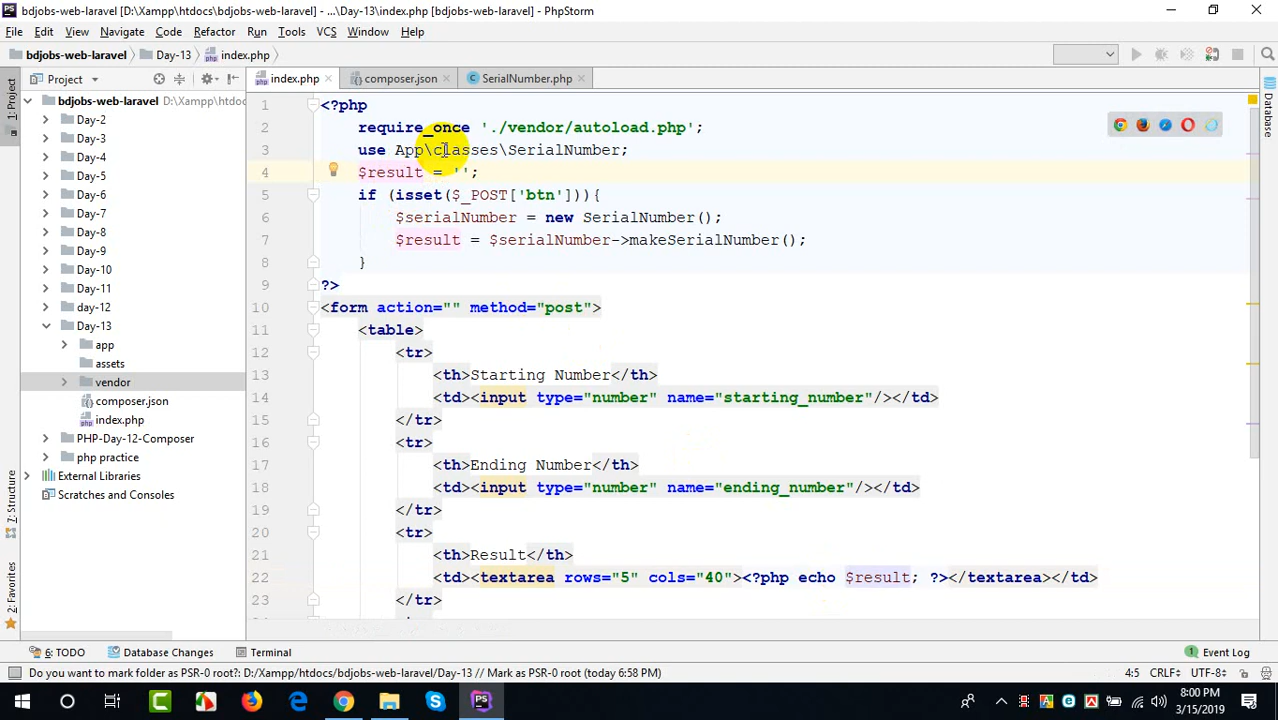 bdjobs-web-laravel [D:\Xampp\htdocs\bdjobs-web-laravel] - ...\Day-13\index.php [bdjobs-web-laravel] - PhpStorm
File Edit View Navigate Code Refactor Run Tools VCS Window Help
bdjobs-web-laravel Day-13 index.php
Project
index.php composer.json SerialNumber.php
bdjobs-web-laravel D:\Xampp\htdoc
Day-2
Day-3
Day-4
Day-5
Day-6
Day-7
Day-8
Day-9
Day-10
Day-11
day-12
Day-13
app
assets
vendor
composer.json
index.php
PHP-Day-12-Composer
php practice
External Libraries
Scratches and Consoles
1: Project
7: Structure
2: Favorites
Database
1 <?php
2 require_once './vendor/autoload.php';
3 use App\classes\SerialNumber;
4 $result = '';
5 if (isset($_POST['btn'])){
6 $serialNumber = new SerialNumber();
7 $result = $serialNumber->makeSerialNumber();
8 }
9 ?>
10 <form action="" method="post">
11 <table>
12 <tr>
13 <th>Starting Number</th>
14 <td><input type="number" name="starting_number"/></td>
15 </tr>
16 <tr>
17 <th>Ending Number</th>
18 <td><input type="number" name="ending_number"/></td>
19 </tr>
20 <tr>
21 <th>Result</th>
22 <td><textarea rows="5" cols="40"><?php echo $result; ?></textarea></td>
23 </tr>
6: TODO Database Changes Terminal Event Log
Do you want to mark folder as PSR-0 root?: D:/Xampp/htdocs/bdjobs-web-laravel/Day-13 // Mark as PSR-0 root (today 6:58 PM) 4:5 CRLF÷ UTF-8÷
8:00 PM
3/15/2019